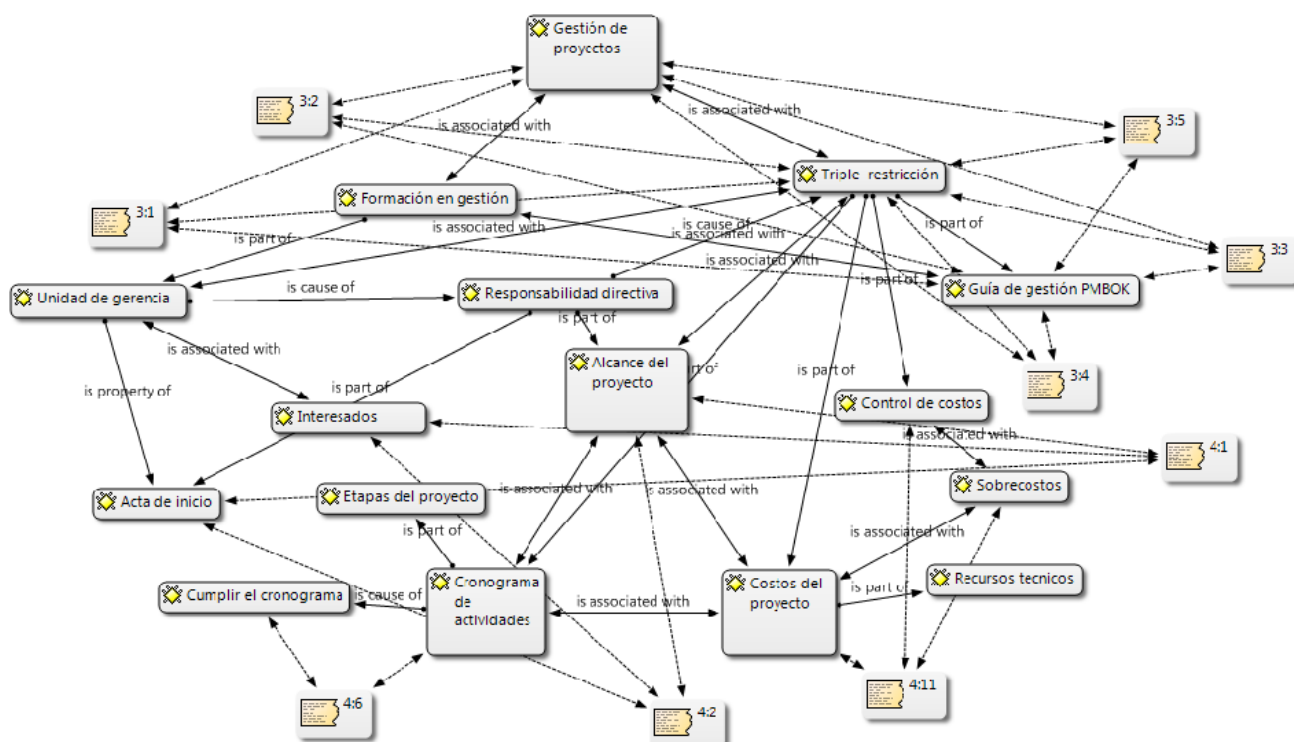 Gestión de
proyectos
3:2
3:5
is associated with
is associated with
Triple restricción
Formación en gestión
3:1
is part of
is associated with
is cause of
is associated with
is part of
3:3
is associated with
Unidad de gerencia
is cause of
Responsabilidad directiva
is part of
Guía de gestión PMBOK
is part of
is associated with
Alcance del
proyecto
is part of
3:4
is property of
is part of
Interesados
Control de costos
is associated with
4:1
Acta de inicio
Etapas del proyecto
is associated with
is associated with
Sobrecostos
is part of
is associated with
Cumplir el cronograma
is cause of
Cronograma
de
actividades
is associated with
Costos del
proyecto
is part of
Recursos tecnicos
4:6
4:2
4:11